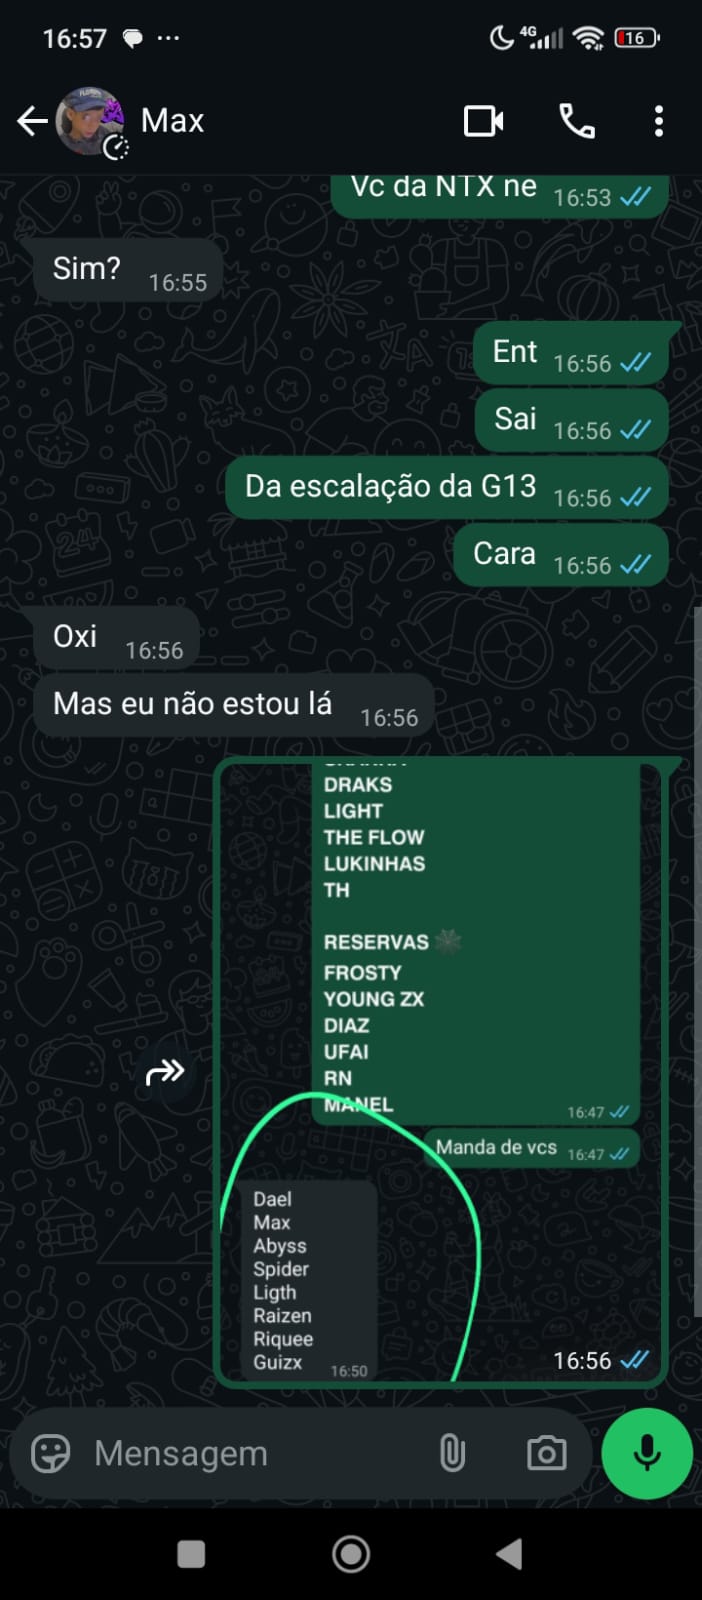 16:57
4G
16
Max
Vc da NTX ne 16:53
Sim? 16:55
Ent 16:56
Sai 16:56
Da escalação da G13 16:56
Cara 16:56
Oxi 16:56
Mas eu não estou lá 16:56
DRAKS
LIGHT
THE FLOW
LUKINHAS
TH
RESERVAS
FROSTY
YOUNG ZX
DIAZ
UFAI
RN
MANEL 16:47
Manda de vcs 16:47
Dael
Max
Abyss
Spider
Ligth
Raizen
Riquee
Guizx 16:50
16:56
Mensagem